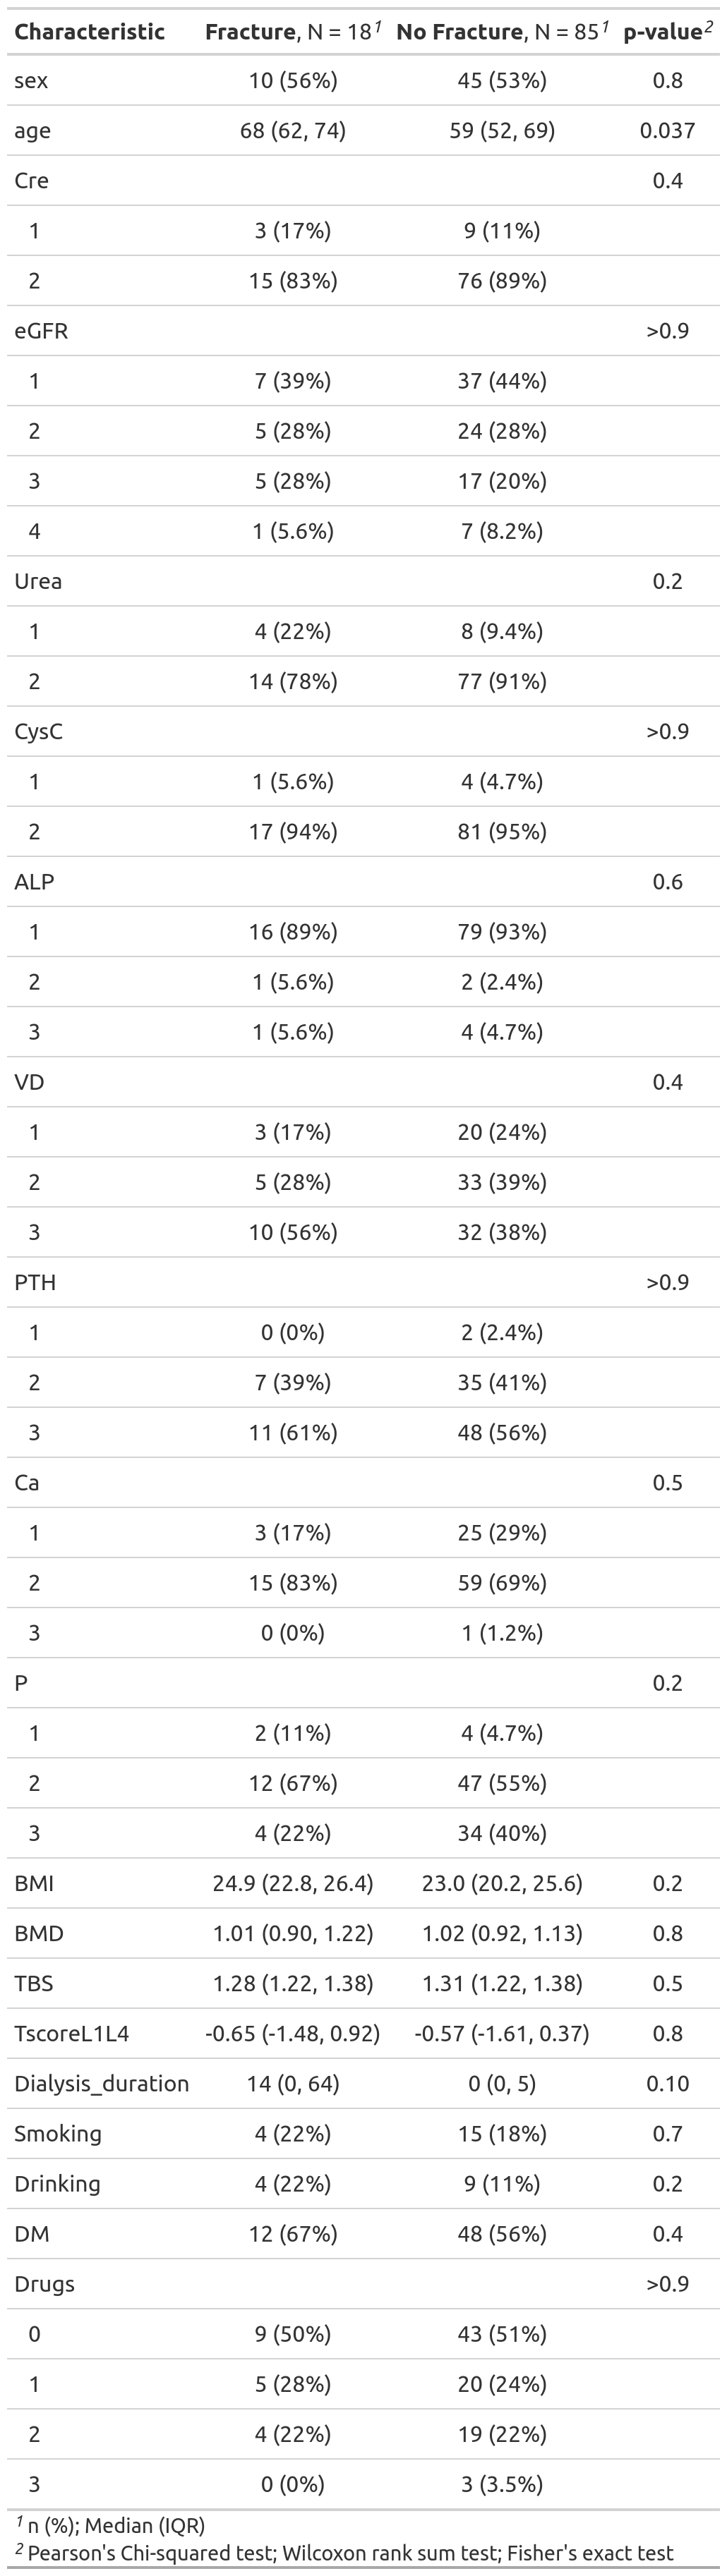 Characteristic Fracture, N = 18¹ No Fracture, N = 85¹ p-value²
sex 10 (56%) 45 (53%) 0.8
age 68 (62, 74) 59 (52, 69) 0.037
Cre 0.4
1 3 (17%) 9 (11%)
2 15 (83%) 76 (89%)
eGFR >0.9
1 7 (39%) 37 (44%)
2 5 (28%) 24 (28%)
3 5 (28%) 17 (20%)
4 1 (5.6%) 7 (8.2%)
Urea 0.2
1 4 (22%) 8 (9.4%)
2 14 (78%) 77 (91%)
CysC >0.9
1 1 (5.6%) 4 (4.7%)
2 17 (94%) 81 (95%)
ALP 0.6
1 16 (89%) 79 (93%)
2 1 (5.6%) 2 (2.4%)
3 1 (5.6%) 4 (4.7%)
VD 0.4
1 3 (17%) 20 (24%)
2 5 (28%) 33 (39%)
3 10 (56%) 32 (38%)
PTH >0.9
1 0 (0%) 2 (2.4%)
2 7 (39%) 35 (41%)
3 11 (61%) 48 (56%)
Ca 0.5
1 3 (17%) 25 (29%)
2 15 (83%) 59 (69%)
3 0 (0%) 1 (1.2%)
P 0.2
1 2 (11%) 4 (4.7%)
2 12 (67%) 47 (55%)
3 4 (22%) 34 (40%)
BMI 24.9 (22.8, 26.4) 23.0 (20.2, 25.6) 0.2
BMD 1.01 (0.90, 1.22) 1.02 (0.92, 1.13) 0.8
TBS 1.28 (1.22, 1.38) 1.31 (1.22, 1.38) 0.5
TscoreL1L4 -0.65 (-1.48, 0.92) -0.57 (-1.61, 0.37) 0.8
Dialysis_duration 14 (0, 64) 0 (0, 5) 0.10
Smoking 4 (22%) 15 (18%) 0.7
Drinking 4 (22%) 9 (11%) 0.2
DM 12 (67%) 48 (56%) 0.4
Drugs >0.9
0 9 (50%) 43 (51%)
1 5 (28%) 20 (24%)
2 4 (22%) 19 (22%)
3 0 (0%) 3 (3.5%)
¹ n (%); Median (IQR)
² Pearson's Chi-squared test; Wilcoxon rank sum test; Fisher's exact test